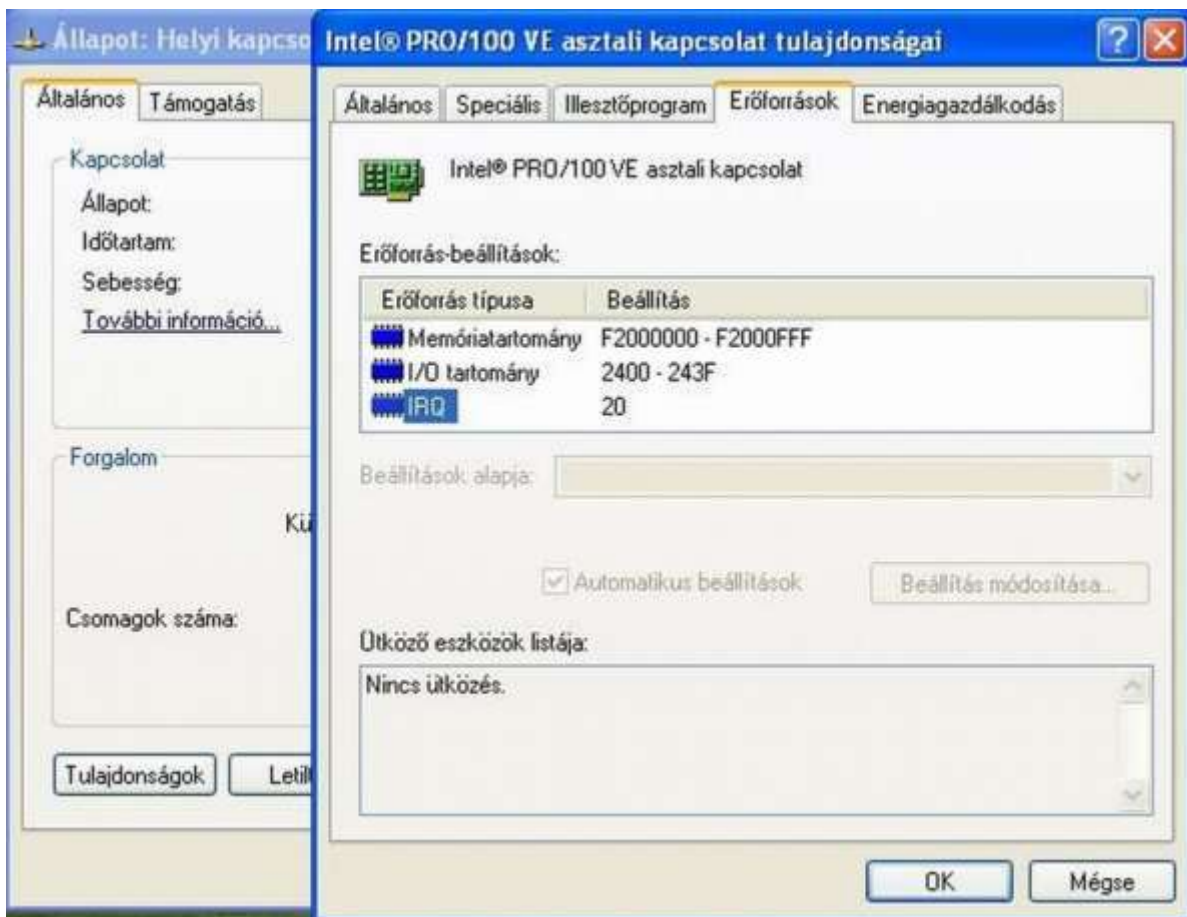 Állapot: Helyi kapcso
Általános Támogatás
Kapcsolat
Állapot:
Időtartam:
Sebesség:
További információ...
Forgalom
Kü
Csomagok száma:
Tulajdonságok Letilt
Intel® PRO/100 VE asztali kapcsolat tulajdonságai
Általános Speciális Illesztőprogram Erőforrások Energiagazdálkodás
Intel® PRO/100 VE asztali kapcsolat
Erőforrás-beállítások:
Erőforrás típusa Beállítás
Memóriatartomány F2000000 - F2000FFF
I/O tartomány 2400 - 243F
IRQ 20
Beállítások alapja:
Automatikus beállítások Beállítás módosítása...
Ütköző eszközök listája:
Nincs ütközés.
OK Mégse